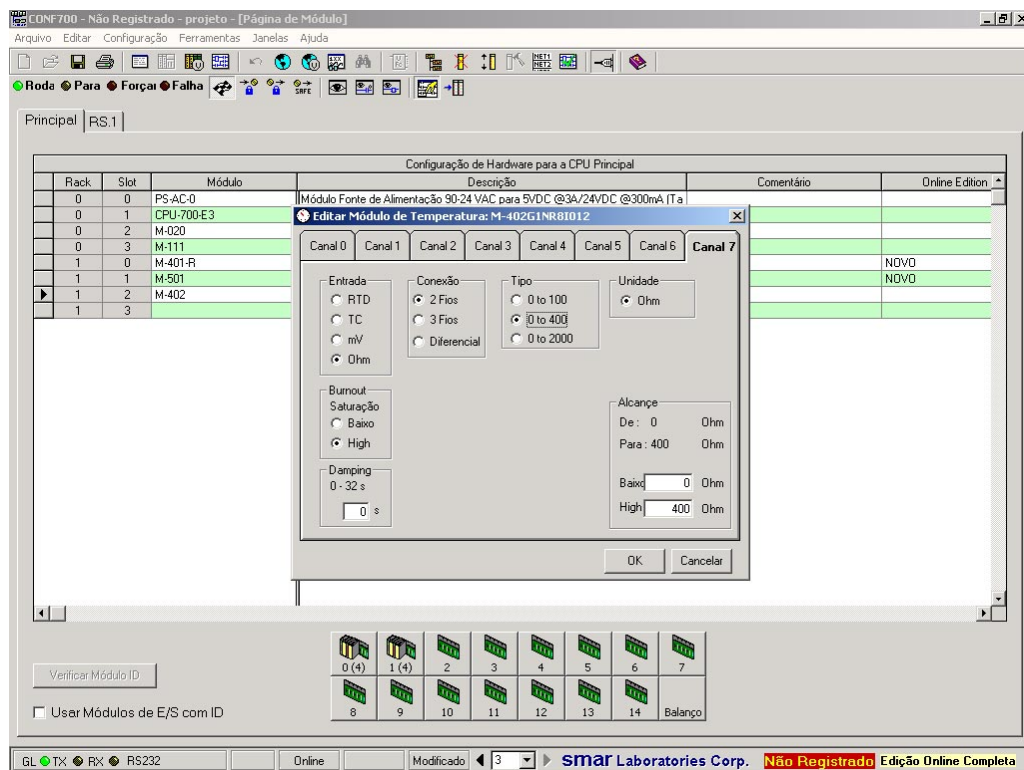 CONF700 - Não Registrado - projeto - [Página de Módulo]
Arquivo Editar Configuração Ferramentas Janelas Ajuda
Roda Para Forçar Falha
Principal RS.1
Configuração de Hardware para a CPU Principal
Rack Slot Módulo Descrição Comentário Online Edition
0 0 PS-AC-0 Módulo Fonte de Alimentação 90-24 VAC para 5VDC @3A/24VDC @300mA (Ta
0 1 CPU-700-E3
0 2 M-020
0 3 M-111
1 0 M-401-R NOVO
1 1 M-501 NOVO
1 2 M-402
1 3
Editar Módulo de Temperatura: M-402G1NR8I012
Canal 0 Canal 1 Canal 2 Canal 3 Canal 4 Canal 5 Canal 6 Canal 7
Entrada
RTD
TC
mV
Ohm
Conexão
2 Fios
3 Fios
Diferencial
Tipo
0 to 100
0 to 400
0 to 2000
Unidade
Ohm
Burnout
Saturação
Baixo
High
Damping
0 - 32 s
0 s
Alcançe
De : 0 Ohm
Para : 400 Ohm
Baixo 0 Ohm
High 400 Ohm
OK Cancelar
Verificar Módulo ID
Usar Módulos de E/S com ID
0 (4) 1 (4) 2 3 4 5 6 7
8 9 10 11 12 13 14 Balanço
GL TX RX RS232 Online Modificado 3 smar Laboratories Corp. Não Registrado Edição Online Completa